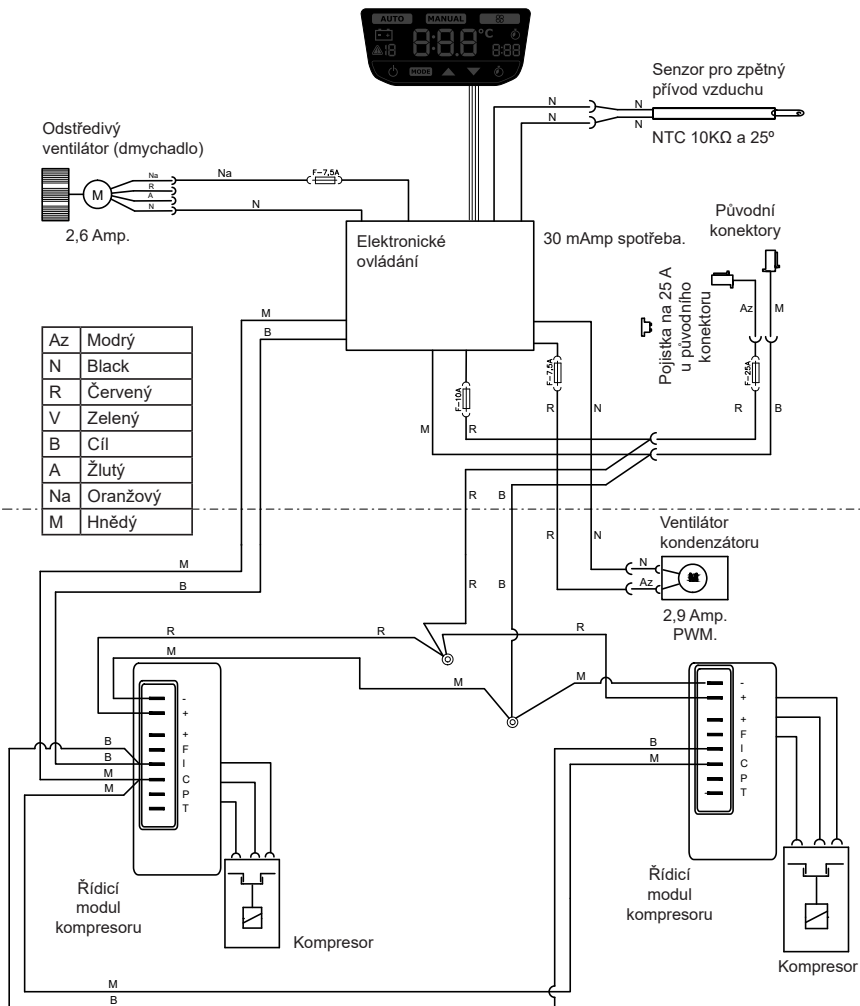 AUTO MANUAL
8:8.8 °C
18 8:88
MODE
Senzor pro zpětný
přívod vzduchu
N
N
N
N
NTC 10KΩ a 25º
Odstředivý
ventilátor (dmychadlo)
Na
R
A
N
M
Na
F-7,5A
N
2,6 Amp.
Elektronické
ovládání
30 mAmp spotřeba.
Původní
konektory
Pojistka na 25 A
u původního
konektoru
Az
M
F-25A
R
B
M
B
Az Modrý
N Black
R Červený
V Zelený
B Cíl
A Žlutý
Na Oranžový
M Hnědý
F-10A
F-7,5A
M
R
R
N
R
B
R
N
Ventilátor
kondenzátoru
N
Az
2,9 Amp.
PWM.
M
B
R
B
R
R
R
M
M
M
-
+
+
F
I
C
P
T
B
B
M
M
-
+
+
F
I
C
P
T
B
M
Řídicí
modul
kompresoru
Kompresor
Řídicí
modul
kompresoru
Kompresor
M
B